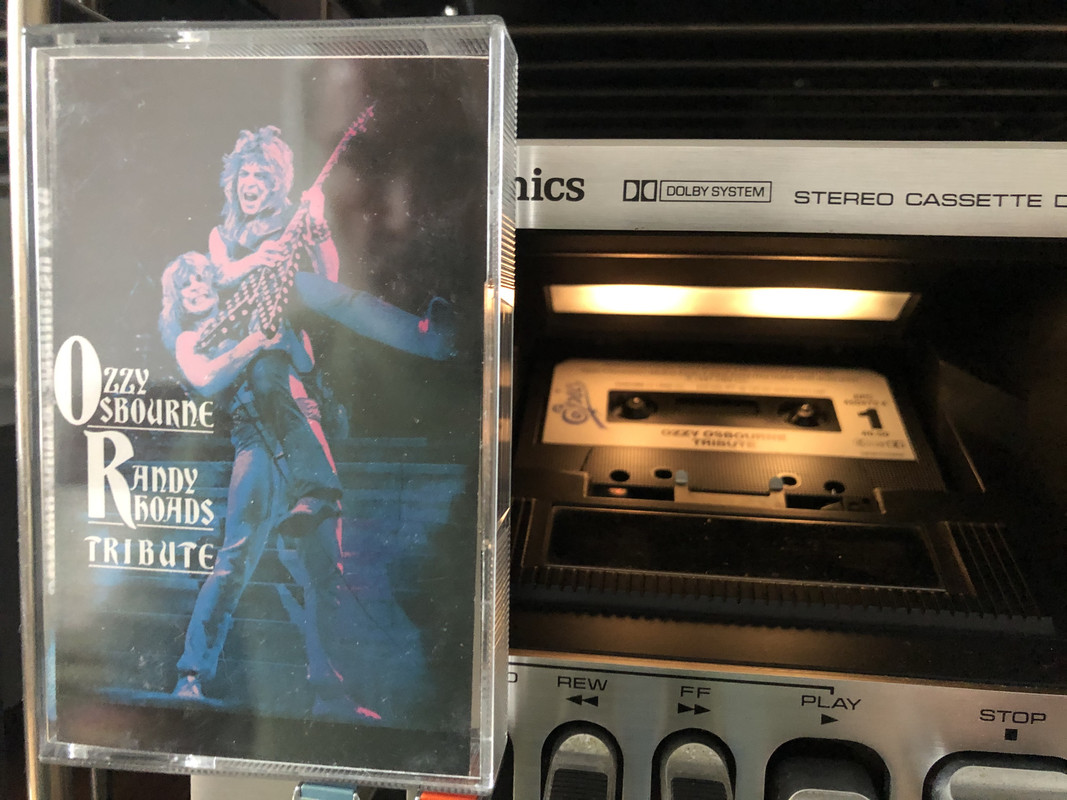 OZZY
OSBOURNE
RANDY
RHOADS
TRIBUTE
nics
DOLBY SYSTEM
STEREO CASSETTE D
1
OZZY OSBOURNE
TRIBUTE
REW
FF
PLAY
STOP